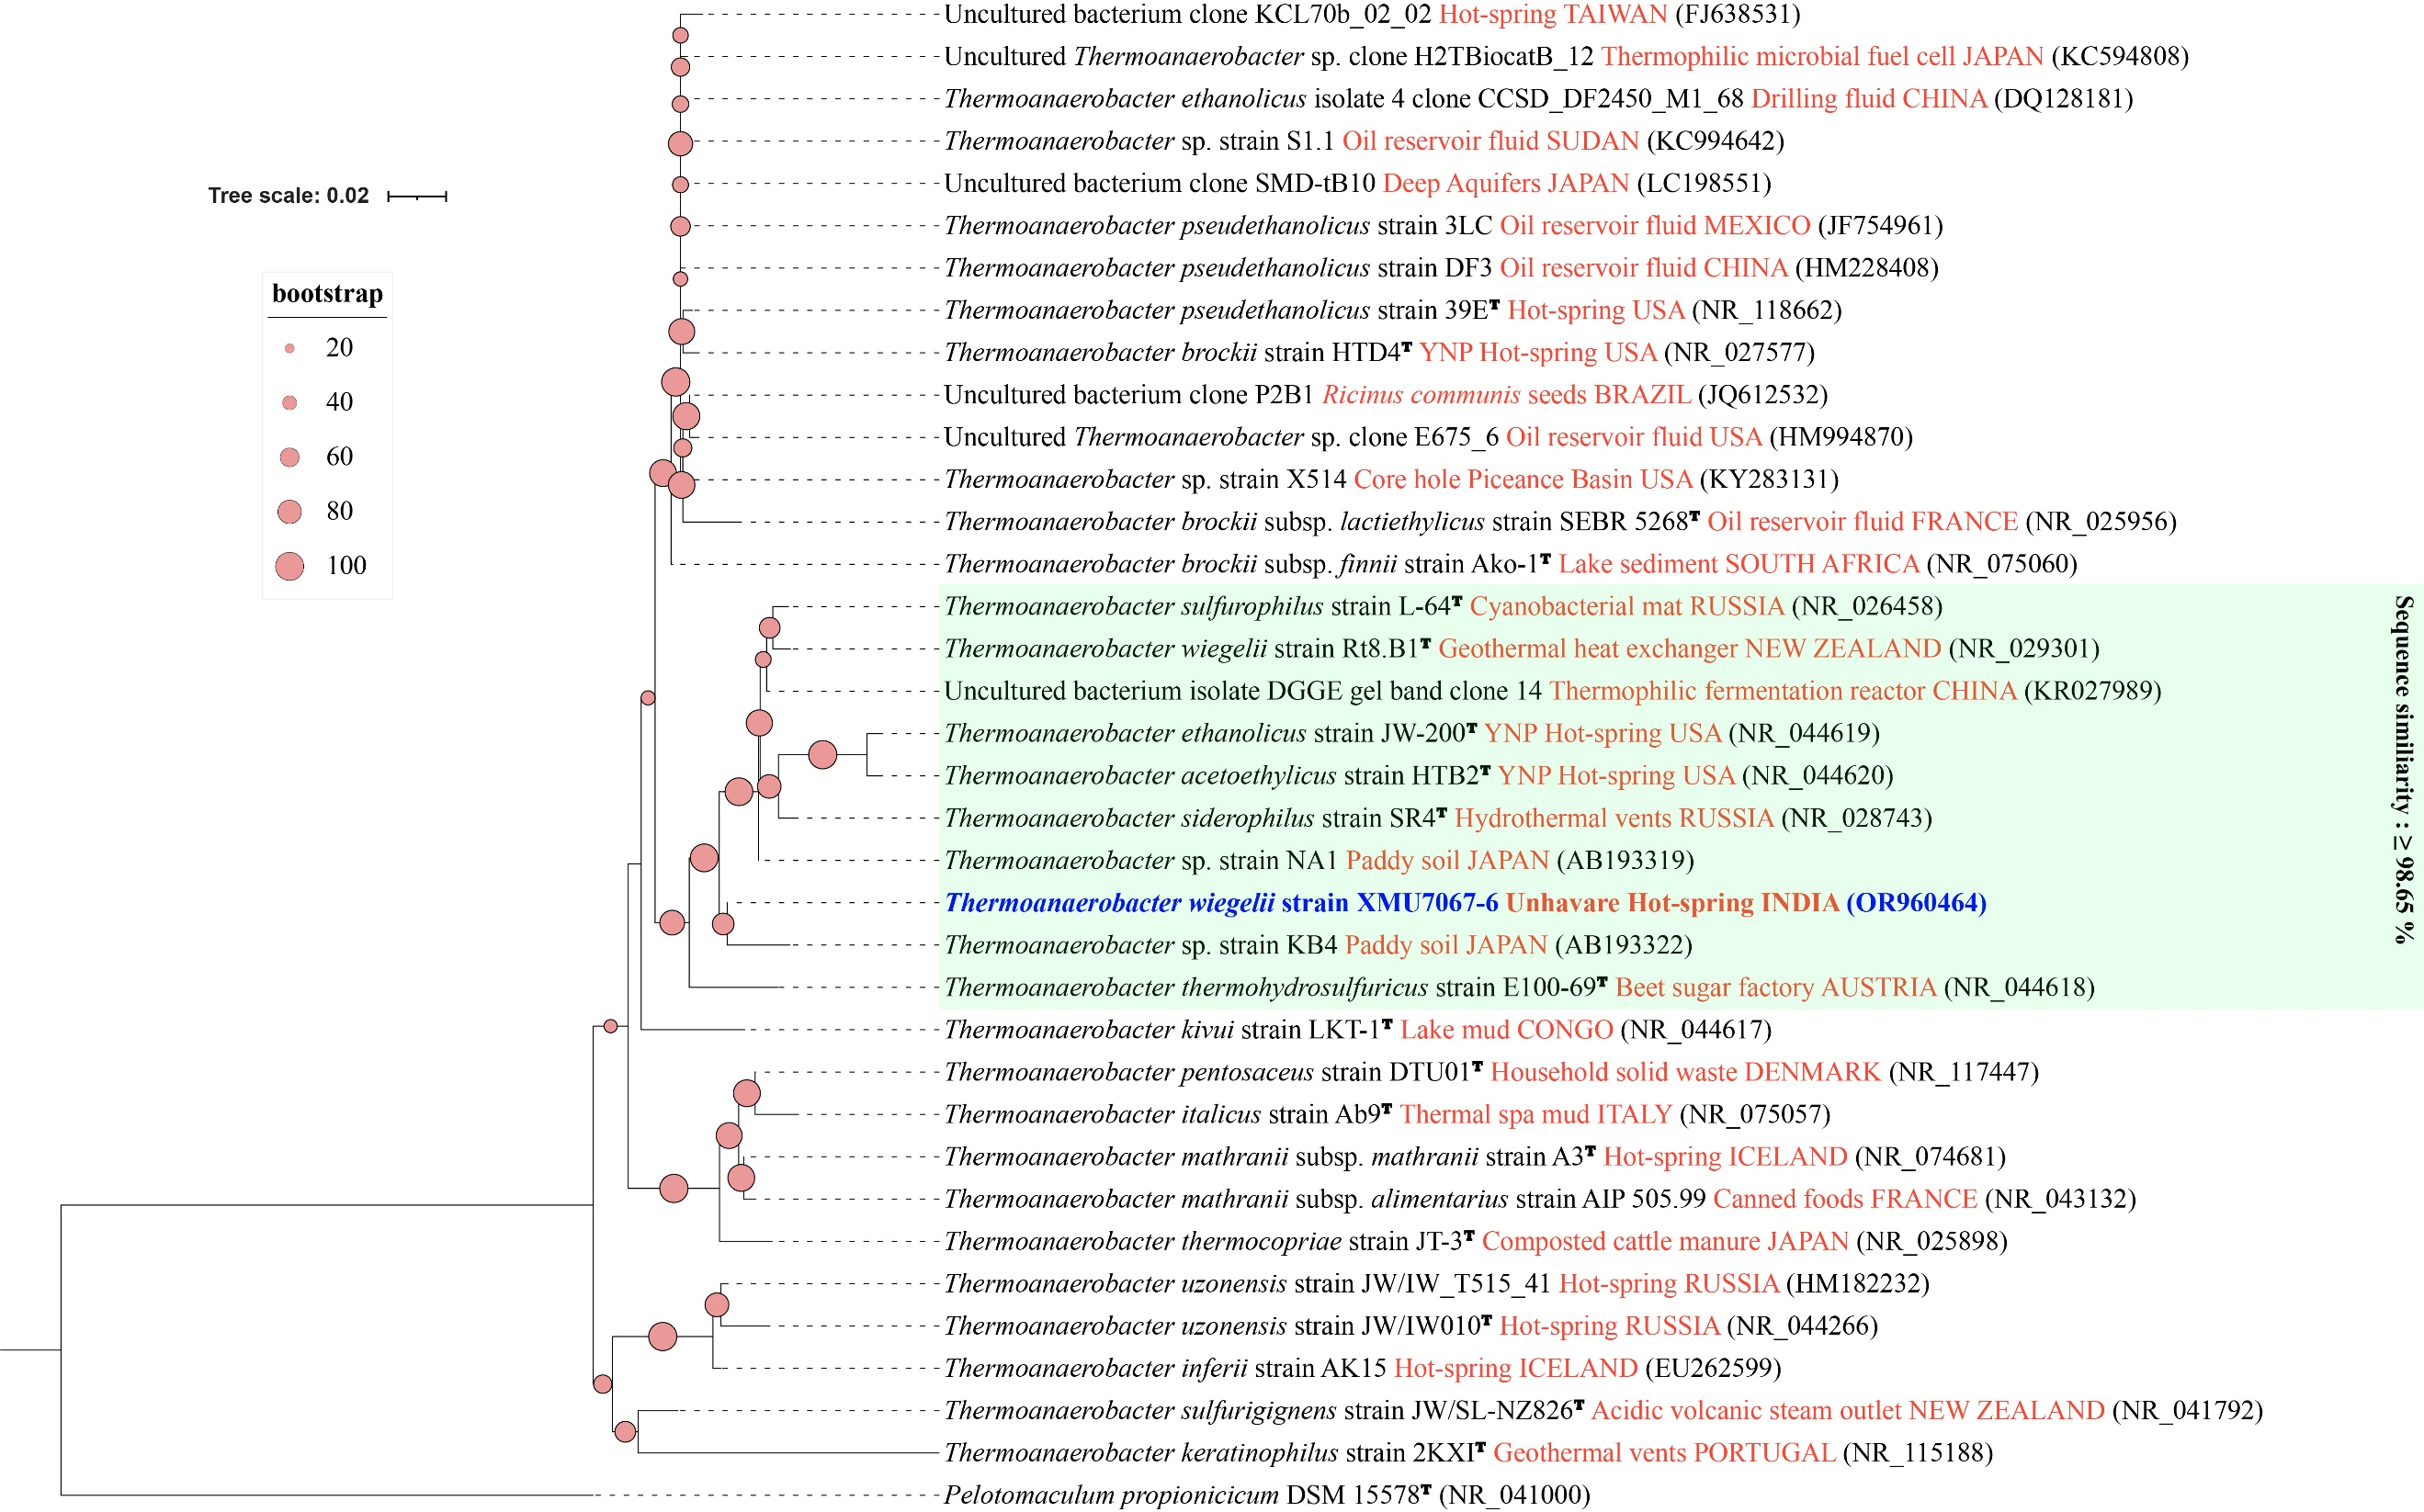 Uncultured bacterium clone KCL70b_02_02 Hot-spring TAIWAN (FJ638531)
Uncultured Thermoanaerobacter sp. clone H2TBiocatB_12 Thermophilic microbial fuel cell JAPAN (KC594808)
Thermoanaerobacter ethanolicus isolate 4 clone CCSD_DF2450_M1_68 Drilling fluid CHINA (DQ128181)
Thermoanaerobacter sp. strain S1.1 Oil reservoir fluid SUDAN (KC994642)
Uncultured bacterium clone SMD-tB10 Deep Aquifers JAPAN (LC198551)
Thermoanaerobacter pseudethanolicus strain 3LC Oil reservoir fluid MEXICO (JF754961)
Thermoanaerobacter pseudethanolicus strain DF3 Oil reservoir fluid CHINA (HM228408)
Thermoanaerobacter pseudethanolicus strain 39Eᵀ Hot-spring USA (NR_118662)
Thermoanaerobacter brockii strain HTD4ᵀ YNP Hot-spring USA (NR_027577)
Uncultured bacterium clone P2B1 Ricinus communis seeds BRAZIL (JQ612532)
Uncultured Thermoanaerobacter sp. clone E675_6 Oil reservoir fluid USA (HM994870)
Thermoanaerobacter sp. strain X514 Core hole Piceance Basin USA (KY283131)
Thermoanaerobacter brockii subsp. lactiethylicus strain SEBR 5268ᵀ Oil reservoir fluid FRANCE (NR_025956)
Thermoanaerobacter brockii subsp. finnii strain Ako-1ᵀ Lake sediment SOUTH AFRICA (NR_075060)
Thermoanaerobacter sulfurophilus strain L-64ᵀ Cyanobacterial mat RUSSIA (NR_026458)
Thermoanaerobacter wiegelii strain Rt8.B1ᵀ Geothermal heat exchanger NEW ZEALAND (NR_029301)
Uncultured bacterium isolate DGGE gel band clone 14 Thermophilic fermentation reactor CHINA (KR027989)
Thermoanaerobacter ethanolicus strain JW-200ᵀ YNP Hot-spring USA (NR_044619)
Thermoanaerobacter acetoethylicus strain HTB2ᵀ YNP Hot-spring USA (NR_044620)
Thermoanaerobacter siderophilus strain SR4ᵀ Hydrothermal vents RUSSIA (NR_028743)
Thermoanaerobacter sp. strain NA1 Paddy soil JAPAN (AB193319)
Thermoanaerobacter wiegelii strain XMU7067-6 Unhavare Hot-spring INDIA (OR960464)
Thermoanaerobacter sp. strain KB4 Paddy soil JAPAN (AB193322)
Thermoanaerobacter thermohydrosulfuricus strain E100-69ᵀ Beet sugar factory AUSTRIA (NR_044618)
Thermoanaerobacter kivui strain LKT-1ᵀ Lake mud CONGO (NR_044617)
Thermoanaerobacter pentosaceus strain DTU01ᵀ Household solid waste DENMARK (NR_117447)
Thermoanaerobacter italicus strain Ab9ᵀ Thermal spa mud ITALY (NR_075057)
Thermoanaerobacter mathranii subsp. mathranii strain A3ᵀ Hot-spring ICELAND (NR_074681)
Thermoanaerobacter mathranii subsp. alimentarius strain AIP 505.99 Canned foods FRANCE (NR_043132)
Thermoanaerobacter thermocopriae strain JT-3ᵀ Composted cattle manure JAPAN (NR_025898)
Thermoanaerobacter uzonensis strain JW/IW_T515_41 Hot-spring RUSSIA (HM182232)
Thermoanaerobacter uzonensis strain JW/IW010ᵀ Hot-spring RUSSIA (NR_044266)
Thermoanaerobacter inferii strain AK15 Hot-spring ICELAND (EU262599)
Thermoanaerobacter sulfurigignens strain JW/SL-NZ826ᵀ Acidic volcanic steam outlet NEW ZEALAND (NR_041792)
Thermoanaerobacter keratinophilus strain 2KXIᵀ Geothermal vents PORTUGAL (NR_115188)
Pelotomaculum propionicicum DSM 15578ᵀ (NR_041000)
Tree scale: 0.02
bootstrap
20
40
60
80
100
Sequence similiarity : ≥ 98.65 %